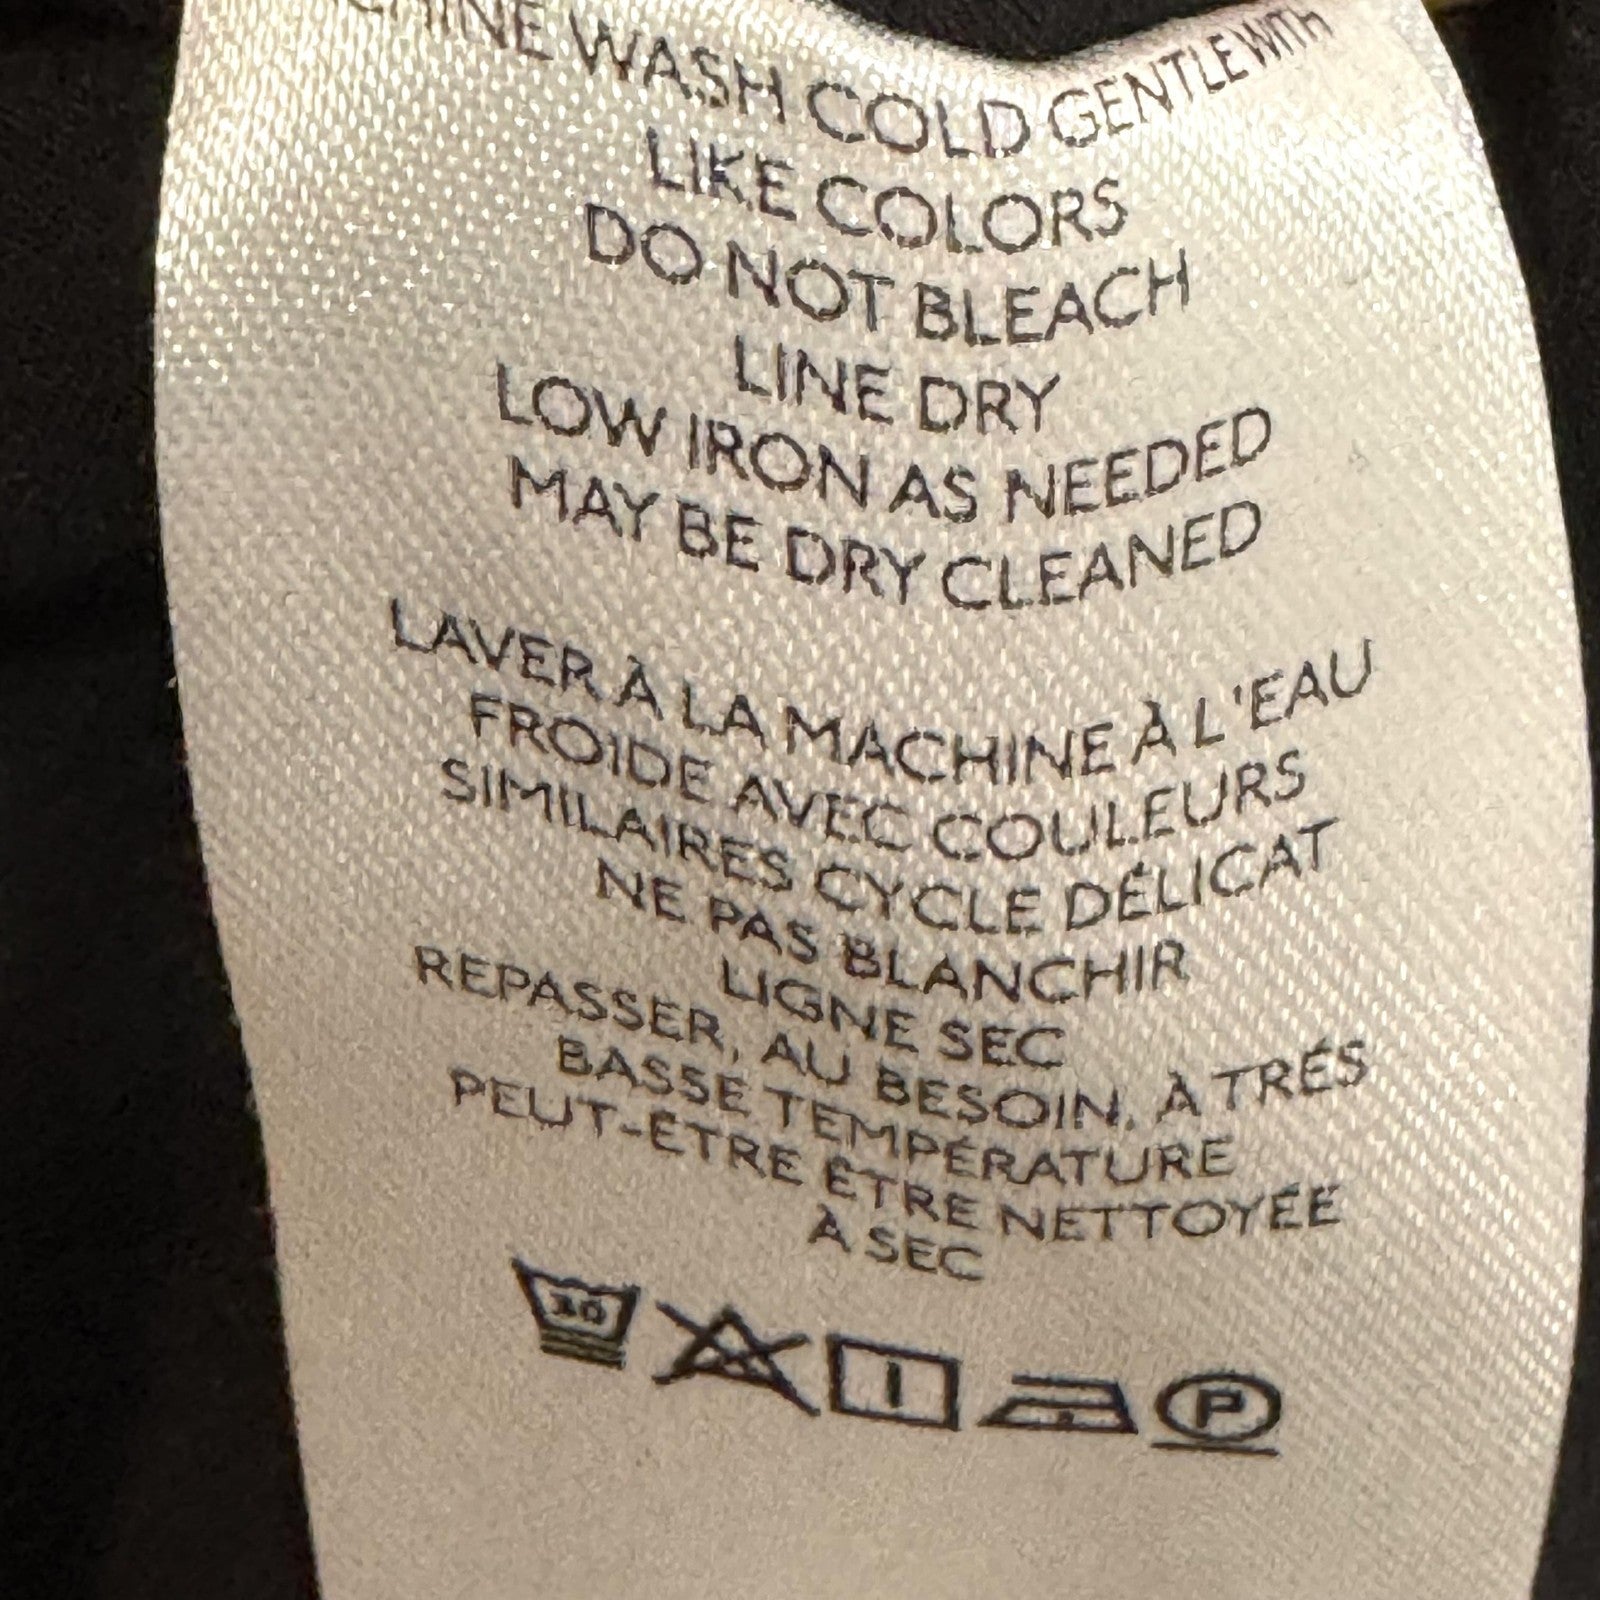 MACHINE WASH COLD GENTLE WITH
LIKE COLORS
DO NOT BLEACH
LINE DRY
LOW IRON AS NEEDED
MAY BE DRY CLEANED
LAVER À LA MACHINE À L'EAU
FROIDE AVEC COULEURS
SIMILAIRES CYCLE DÉLICAT
NE PAS BLANCHIR
LIGNE SEC
REPASSER, AU BESOIN, À TRÉS
BASSE TEMPÉRATURE
PEUT-ÊTRE ÊTRE NETTOYÉE
À SEC
30 P